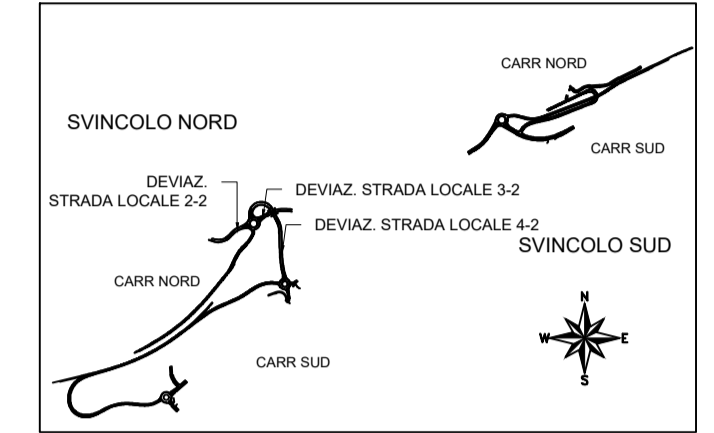 CARR NORD
SVINCOLO NORD
CARR SUD
DEVIAZ.
STRADA LOCALE 2-2
DEVIAZ. STRADA LOCALE 3-2
DEVIAZ. STRADA LOCALE 4-2
SVINCOLO SUD
CARR NORD
N
W
E
S
CARR SUD